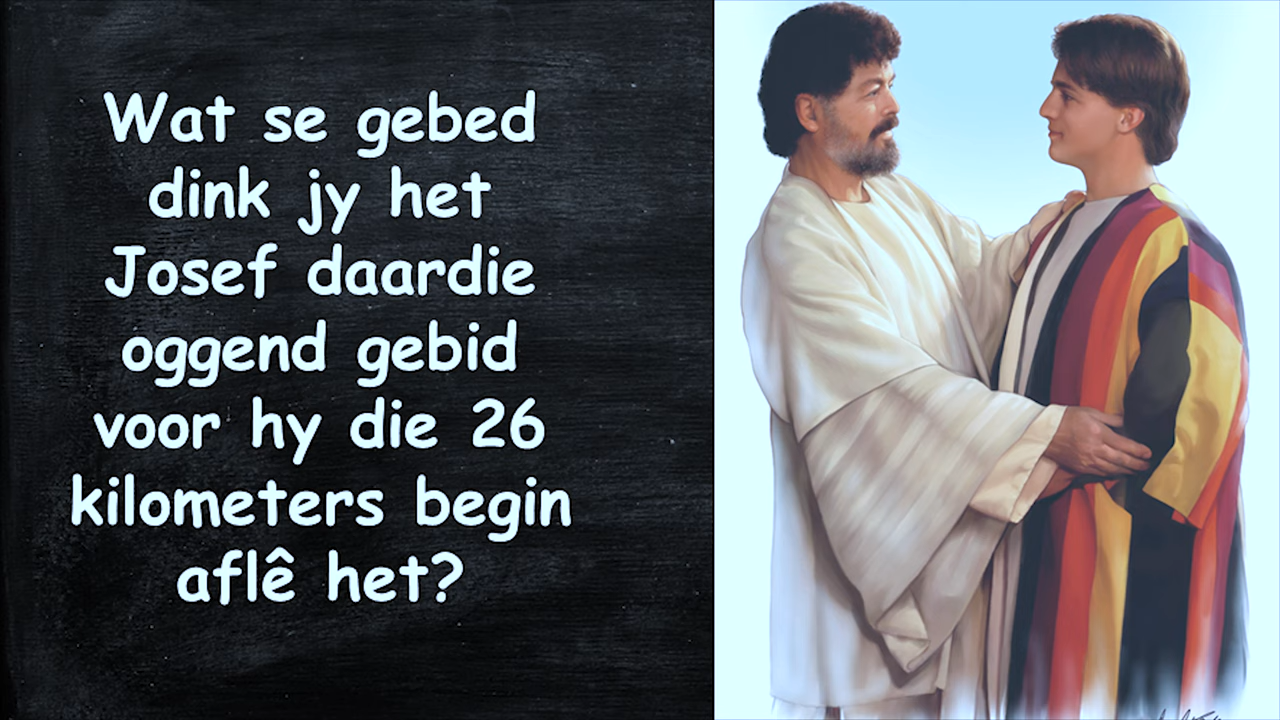 Wat se gebed
dink jy het
Josef daardie
oggend gebid
voor hy die 26
kilometers begin
aflê het?